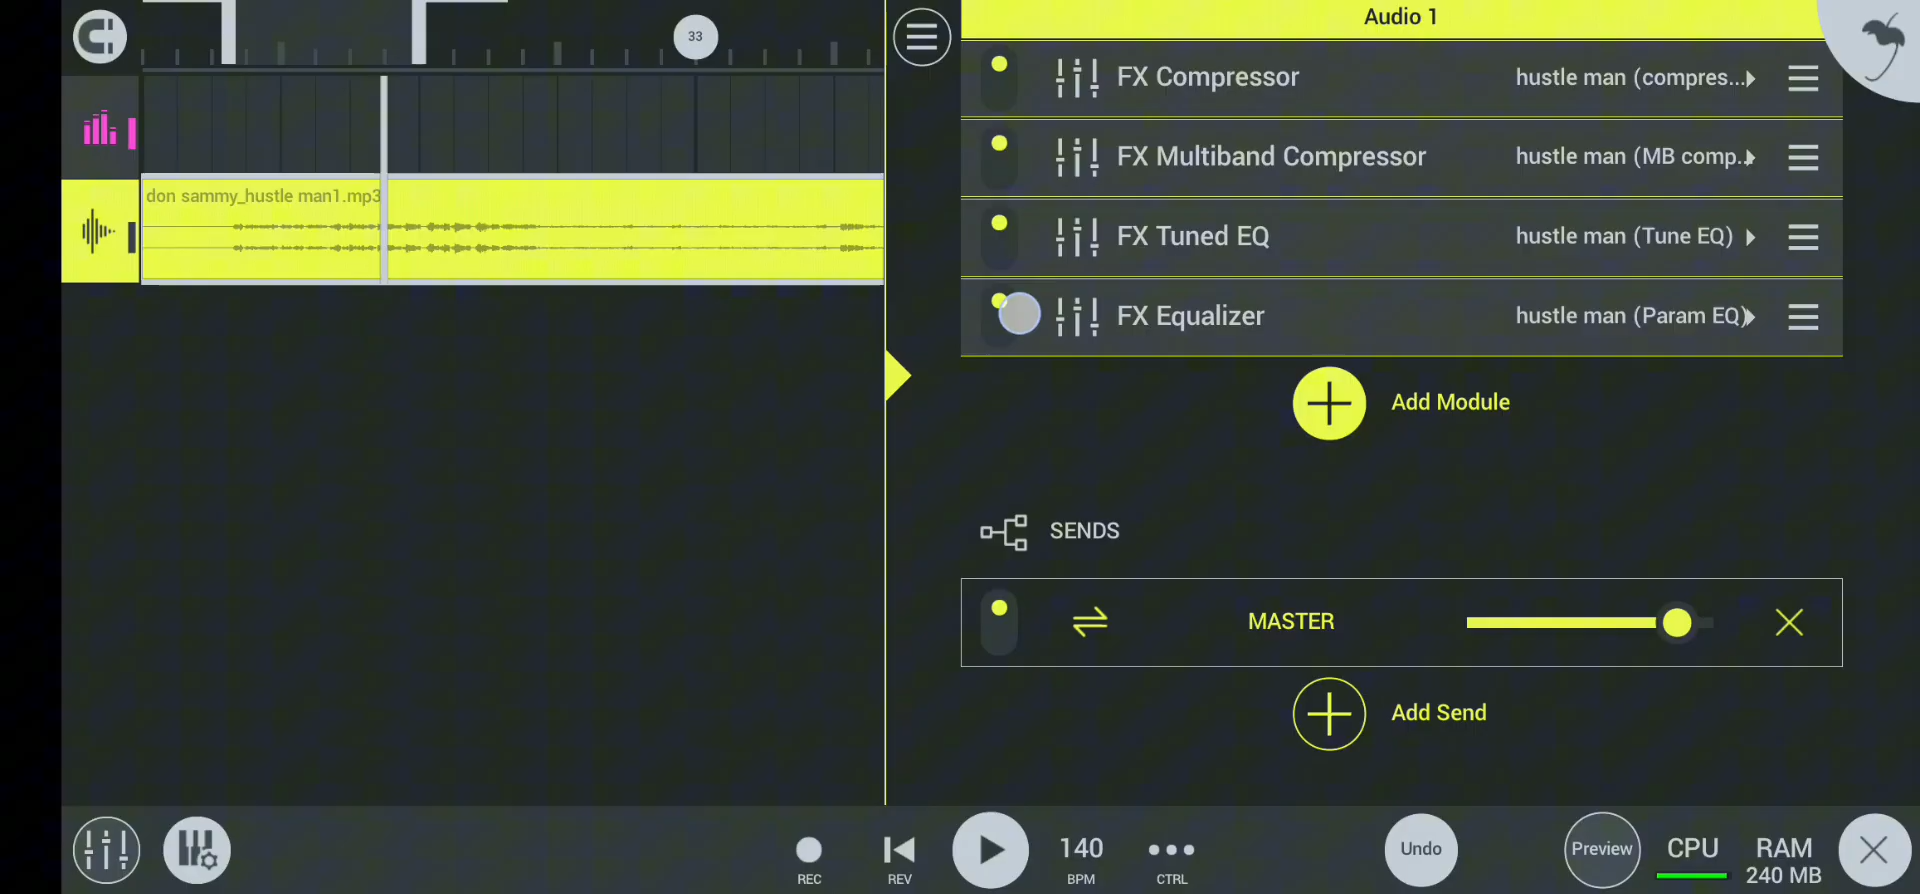 33
Audio 1
FX Compressor
hustle man (compres...
FX Multiband Compressor
hustle man (MB comp..
don sammy_hustle man1.mp3
FX Tuned EQ
hustle man (Tune EQ)
FX Equalizer
hustle man (Param EQ)
Add Module
SENDS
MASTER
Add Send
REC
REV
140
BPM
CTRL
Undo
Preview
CPU
RAM
240 MB